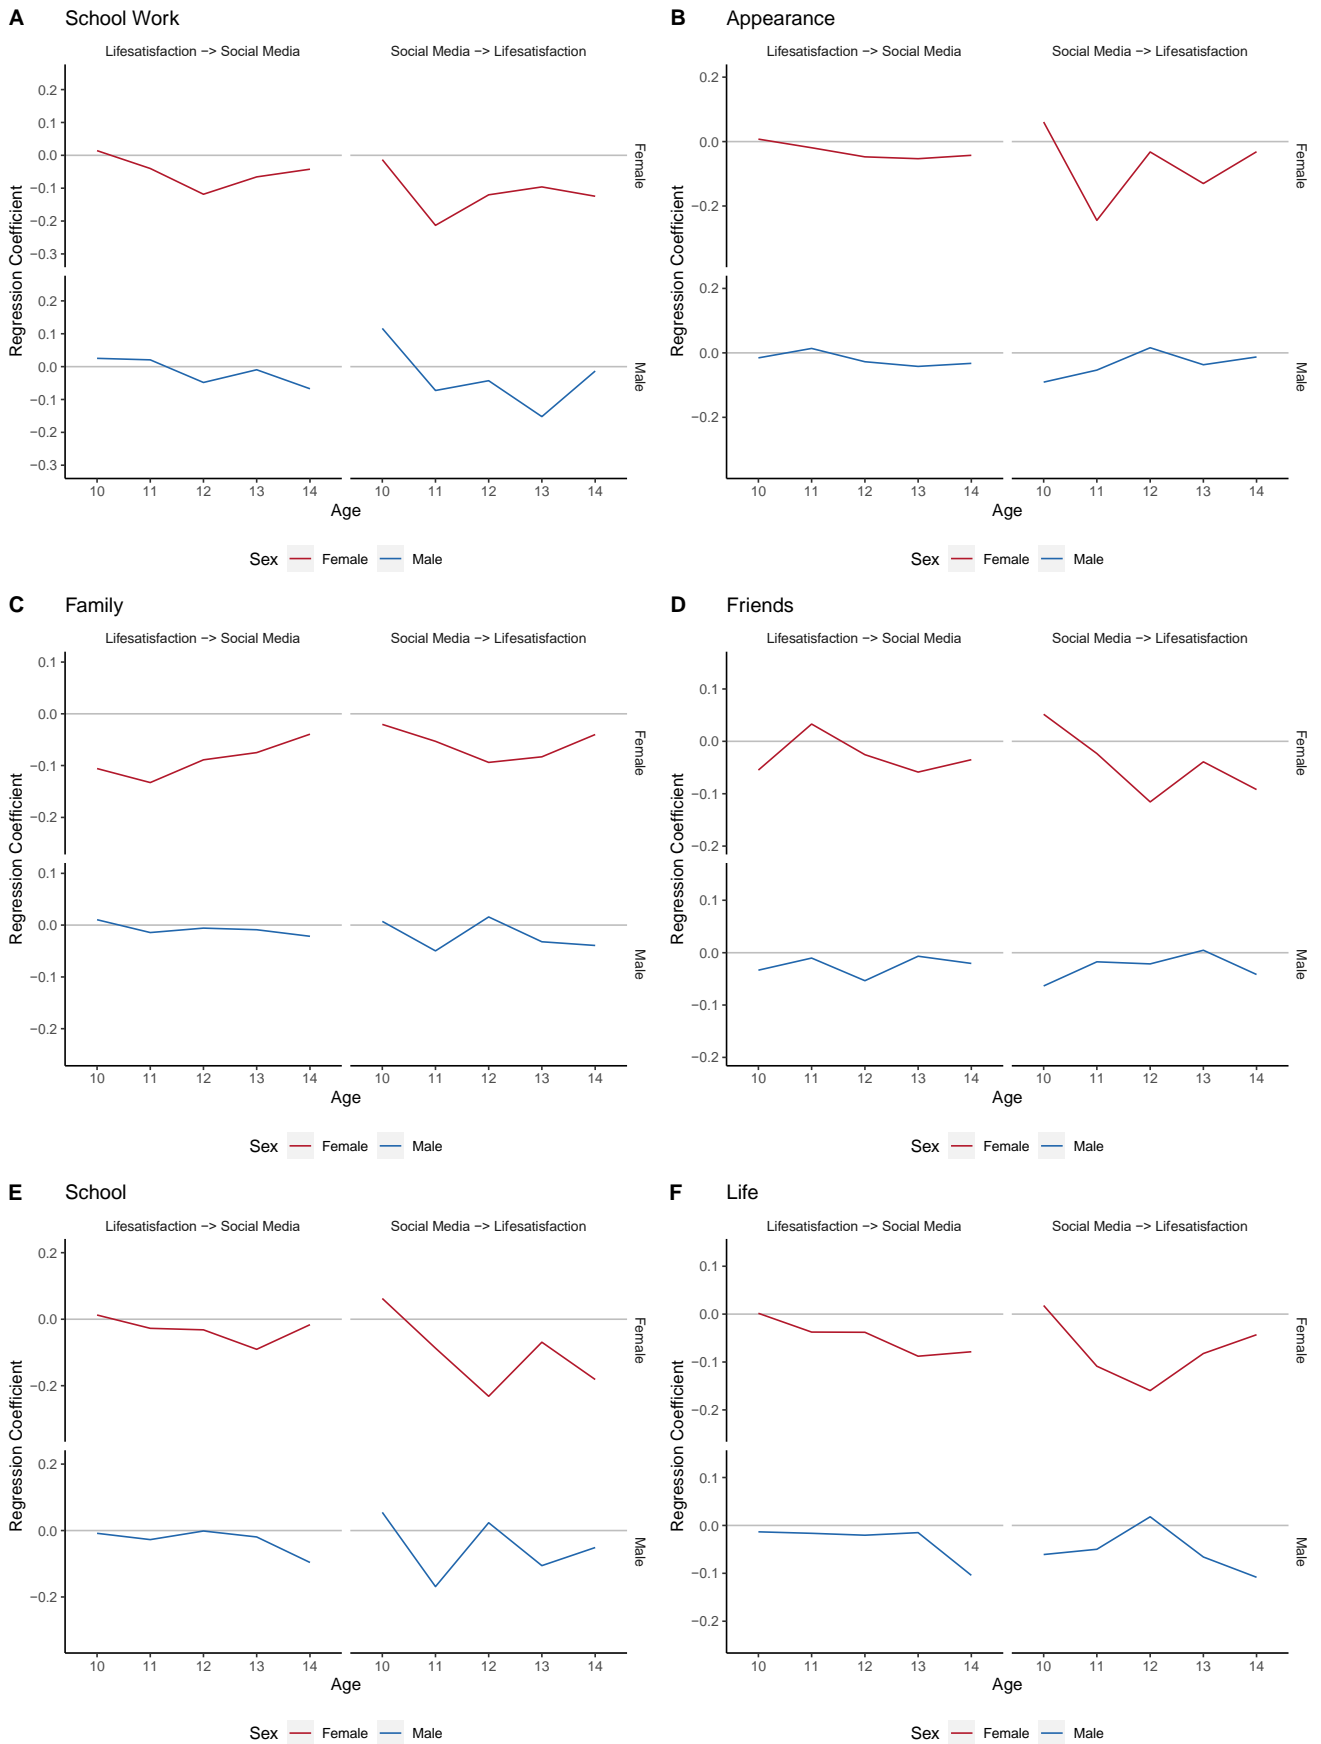 A School Work
Lifesatisfaction −> Social Media Social Media −> Lifesatisfaction
Regression Coefficient
0.2
0.1
0.0
−0.1
−0.2
−0.3
Female
0.2
0.1
0.0
−0.1
−0.2
−0.3
Male
10 11 12 13 14 10 11 12 13 14
Age
Sex Female Male
B Appearance
Lifesatisfaction −> Social Media Social Media −> Lifesatisfaction
Regression Coefficient
0.2
0.0
−0.2
Female
0.2
0.0
−0.2
Male
10 11 12 13 14 10 11 12 13 14
Age
Sex Female Male
C Family
Lifesatisfaction −> Social Media Social Media −> Lifesatisfaction
Regression Coefficient
0.1
0.0
−0.1
−0.2
Female
0.1
0.0
−0.1
−0.2
Male
10 11 12 13 14 10 11 12 13 14
Age
Sex Female Male
D Friends
Lifesatisfaction −> Social Media Social Media −> Lifesatisfaction
Regression Coefficient
0.1
0.0
−0.1
−0.2
Female
0.1
0.0
−0.1
−0.2
Male
10 11 12 13 14 10 11 12 13 14
Age
Sex Female Male
E School
Lifesatisfaction −> Social Media Social Media −> Lifesatisfaction
Regression Coefficient
0.2
0.0
−0.2
Female
0.2
0.0
−0.2
Male
10 11 12 13 14 10 11 12 13 14
Age
Sex Female Male
F Life
Lifesatisfaction −> Social Media Social Media −> Lifesatisfaction
Regression Coefficient
0.1
0.0
−0.1
−0.2
Female
0.1
0.0
−0.1
−0.2
Male
10 11 12 13 14 10 11 12 13 14
Age
Sex Female Male